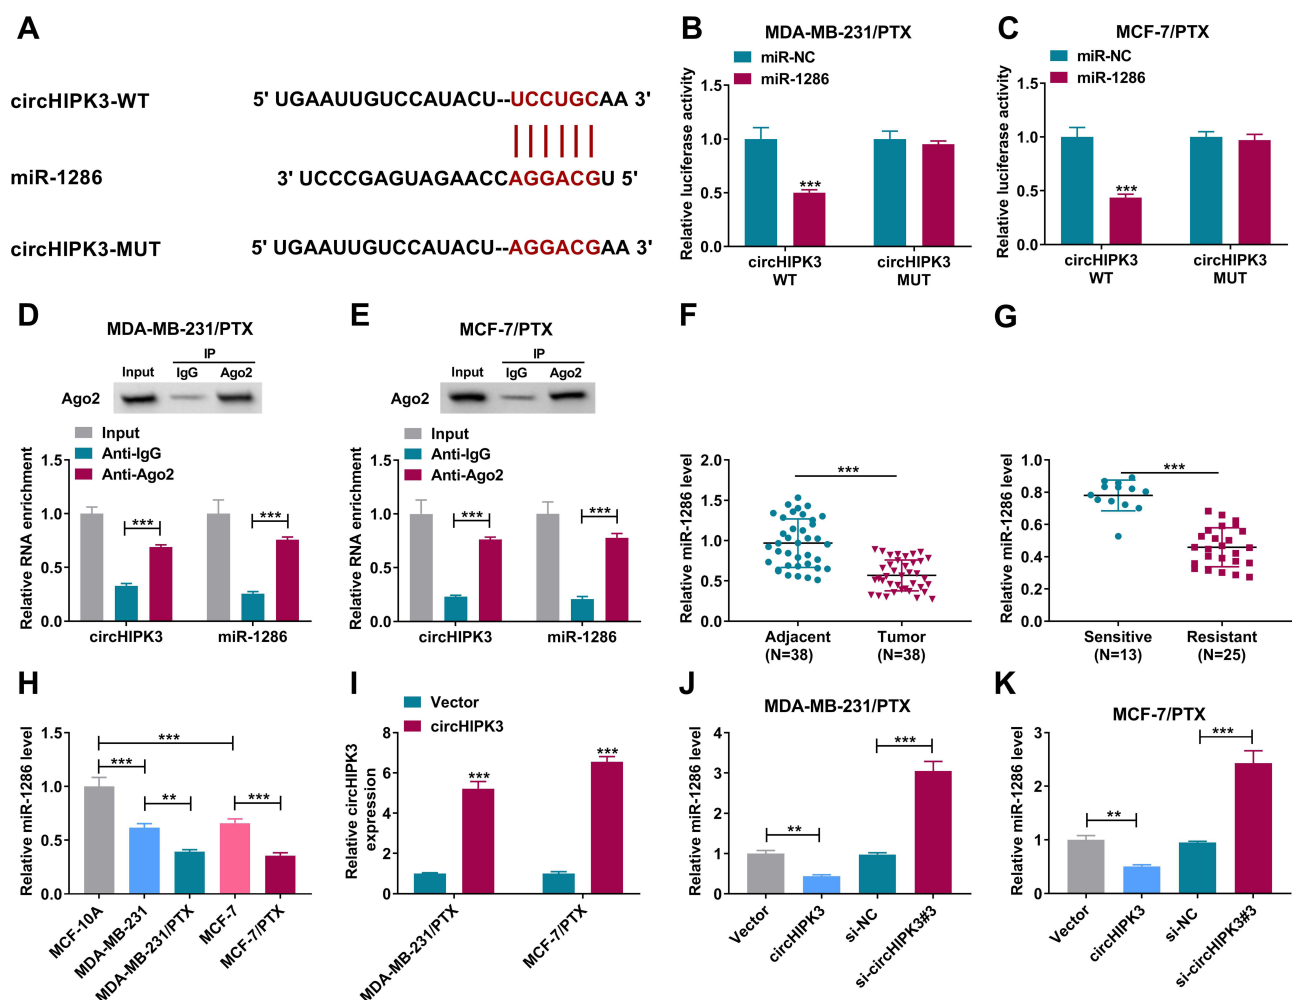 A
circHIPK3-WT 5' UGAAUUGUCCAUACU--UCCUGCAA 3'
miR-1286 3' UCCCGAGUAGAACCAGGACGU 5'
circHIPK3-MUT 5' UGAAUUGUCCAUACU--AGGACGAA 3'
B
MDA-MB-231/PTX
miR-NC
miR-1286
Relative luciferase activity
1.5
1.0
0.5
0.0
***
circHIPK3 circHIPK3
WT MUT
C
MCF-7/PTX
miR-NC
miR-1286
Relative luciferase activity
1.5
1.0
0.5
0.0
***
circHIPK3 circHIPK3
WT MUT
D
MDA-MB-231/PTX
IP
Input IgG Ago2
Ago2
Input
Anti-IgG
Anti-Ago2
Relative RNA enrichment
1.5
1.0
0.5
0.0
*** ***
circHIPK3 miR-1286
E
MCF-7/PTX
IP
Input IgG Ago2
Ago2
Input
Anti-IgG
Anti-Ago2
Relative RNA enrichment
1.5
1.0
0.5
0.0
*** ***
circHIPK3 miR-1286
F
Relative miR-1286 level
2.0
1.5
1.0
0.5
0.0
***
Adjacent Tumor
(N=38) (N=38)
G
Relative miR-1286 level
1.0
0.8
0.6
0.4
0.2
0.0
***
Sensitive Resistant
(N=13) (N=25)
H
Relative miR-1286 level
1.5
1.0
0.5
0.0
***
***
** ***
MCF-10A
MDA-MB-231
MDA-MB-231/PTX
MCF-7
MCF-7/PTX
I
Vector
circHIPK3
Relative circHIPK3
expression
8
6
4
2
0
*** ***
MDA-MB-231/PTX
MCF-7/PTX
J
MDA-MB-231/PTX
Relative miR-1286 level
4
3
2
1
0
***
**
Vector
circHIPK3
si-NC
si-circHIPK3#3
K
MCF-7/PTX
Relative miR-1286 level
3
2
1
0
***
**
Vector
circHIPK3
si-NC
si-circHIPK3#3